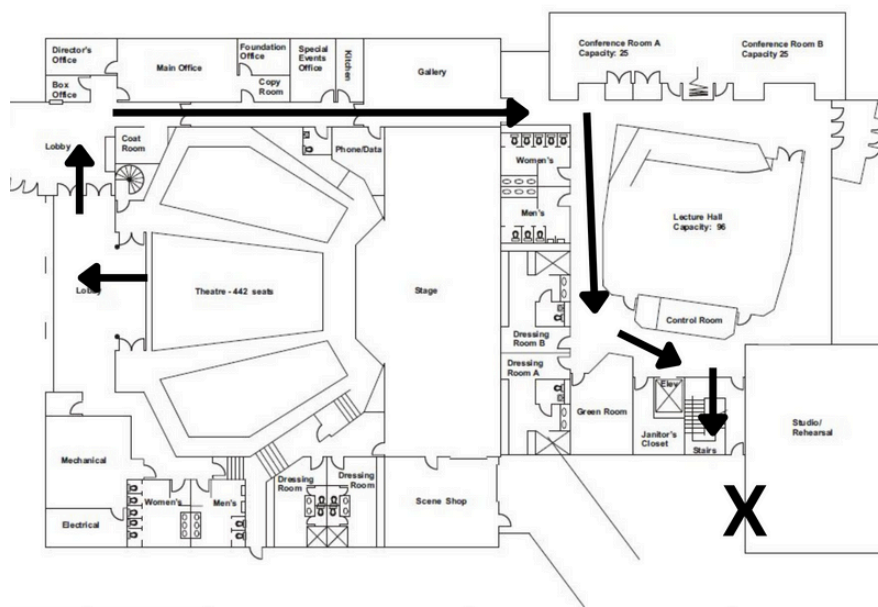 Director's
Office
Main Office
Foundation
Office
Special
Events
Office
Kitchen
Gallery
Conference Room A
Capacity: 25
Conference Room B
Capacity 25
Box
Office
Copy
Room
Lobby
Coat
Room
Phone/Data
Women's
Men's
Lecture Hall
Capacity: 96
Lobby
Theatre - 442 seats
Stage
Control Room
Dressing
Room B
Dressing
Room A
Green Room
Elev
Janitor's
Closet
Stairs
Studio/
Rehearsal
Mechanical
Electrical
Women's
Men's
Dressing
Room
Dressing
Room
Scene Shop
X